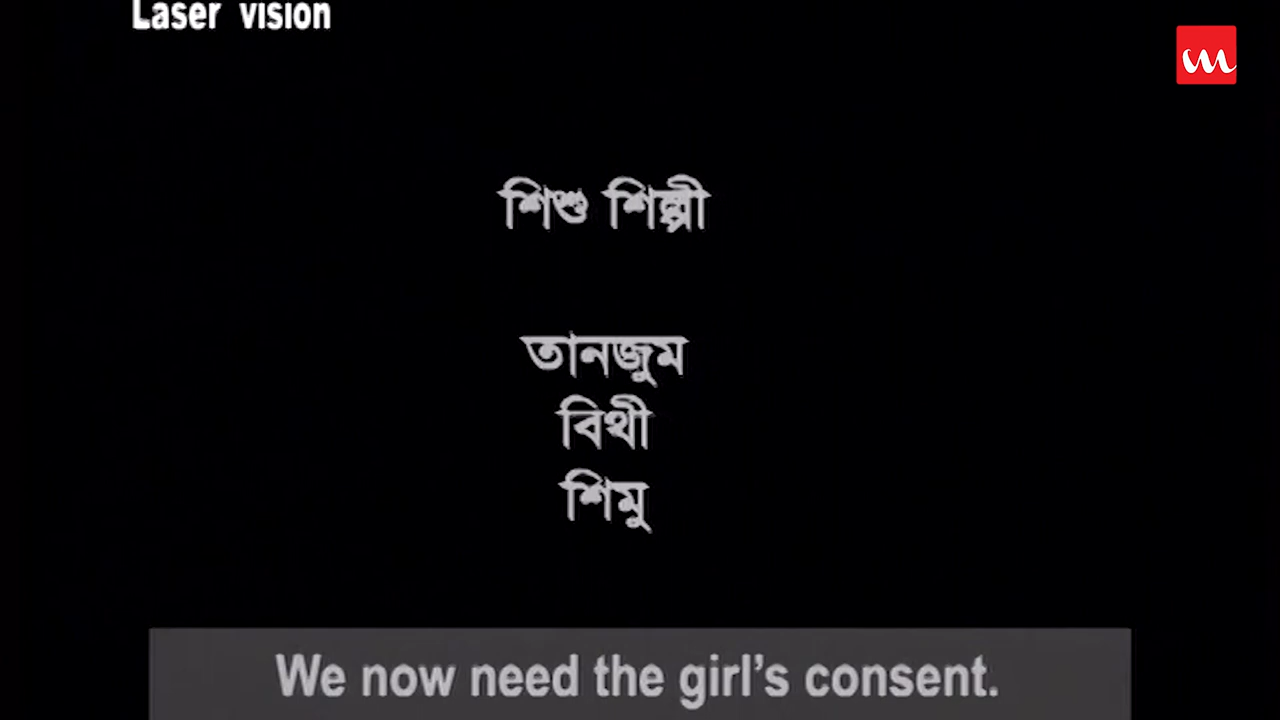 Laser vision
শিশু শিল্পী
তানজুম
বিথী
শিমু
We now need the girl's consent.